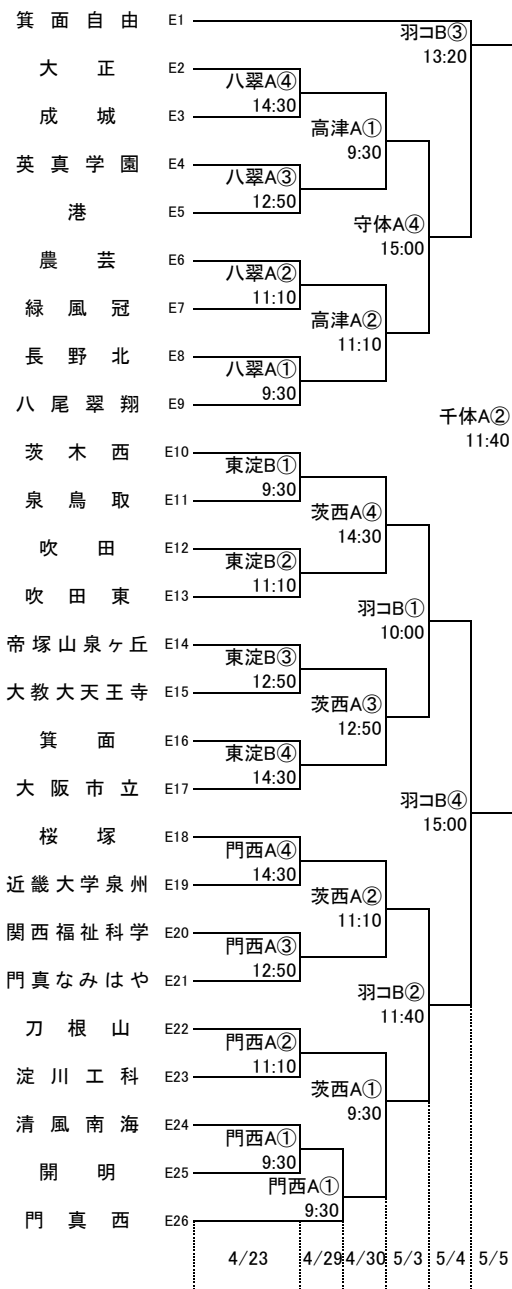 箕面自由 E1
羽コB③
13:20
大正 E2
八翠A④
14:30
成城 E3
高津A①
9:30
英真学園 E4
八翠A③
12:50
港 E5
守体A④
15:00
農芸 E6
八翠A②
11:10
緑風冠 E7
高津A②
11:10
長野北 E8
八翠A①
9:30
八尾翠翔 E9
千体A②
11:40
茨木西 E10
東淀B①
9:30
泉鳥取 E11
茨西A④
14:30
吹田 E12
東淀B②
11:10
吹田東 E13
羽コB①
10:00
帝塚山泉ヶ丘 E14
東淀B③
12:50
大教大天王寺 E15
茨西A③
12:50
箕面 E16
東淀B④
14:30
大阪市立 E17
羽コB④
15:00
桜塚 E18
門西A④
14:30
近畿大学泉州 E19
茨西A②
11:10
関西福祉科学 E20
門西A③
12:50
門真なみはや E21
羽コB②
11:40
刀根山 E22
門西A②
11:10
淀川工科 E23
茨西A①
9:30
清風南海 E24
門西A①
9:30
開明 E25
門西A①
9:30
門真西 E26
4/23 4/29 4/30 5/3 5/4 5/5